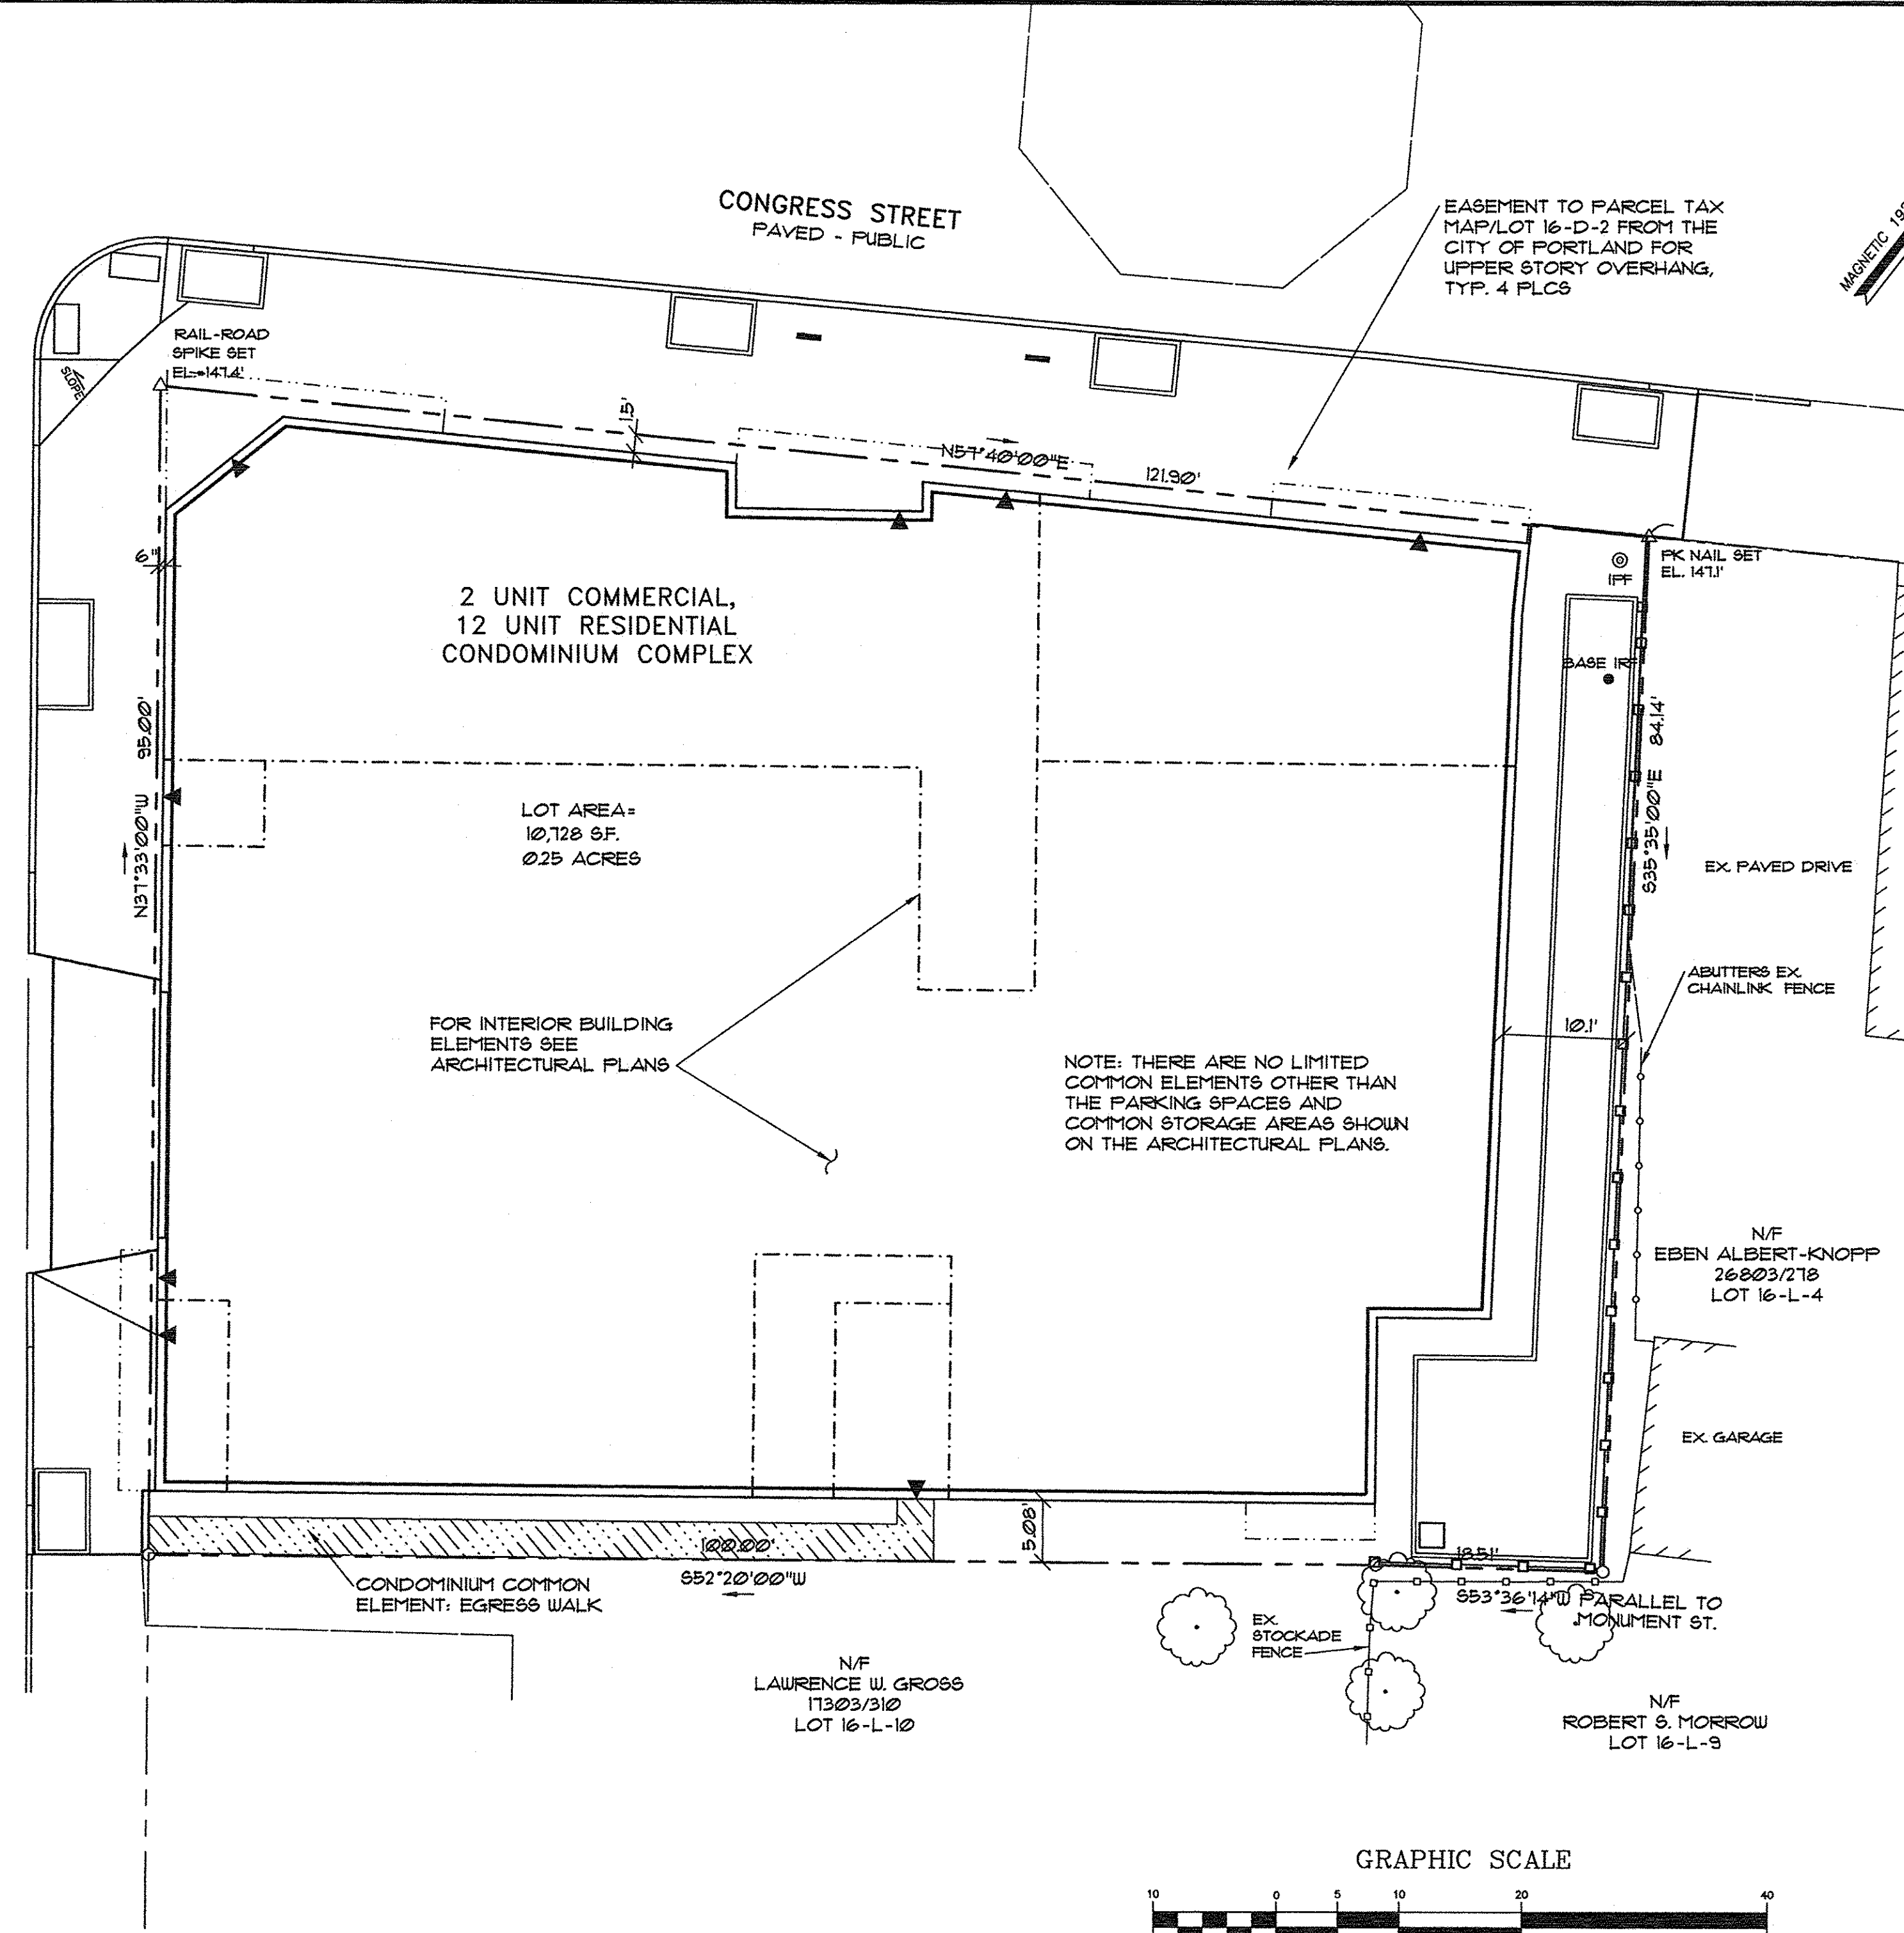 CONGRESS STREET
PAVED - PUBLIC
EASEMENT TO PARCEL TAX
MAP/LOT 16-D-2 FROM THE
CITY OF PORTLAND FOR
UPPER STORY OVERHANG,
TYP. 4 PLCS
MAGNETIC
RAIL-ROAD
SPIKE SET
EL.=147.4'
SLOPE
1.5'
N57°40'00"E
121.90'
6"
PK NAIL SET
EL. 147.1'
IPF
2 UNIT COMMERCIAL,
12 UNIT RESIDENTIAL
CONDOMINIUM COMPLEX
BASE IRF
N37°33'00"W 95.00'
S35°35'00"E 84.14'
LOT AREA=
10,728 S.F.
0.25 ACRES
EX. PAVED DRIVE
ABUTTERS EX.
CHAINLINK FENCE
FOR INTERIOR BUILDING
ELEMENTS SEE
ARCHITECTURAL PLANS
10.1'
NOTE: THERE ARE NO LIMITED
COMMON ELEMENTS OTHER THAN
THE PARKING SPACES AND
COMMON STORAGE AREAS SHOWN
ON THE ARCHITECTURAL PLANS.
N/F
EBEN ALBERT-KNOPP
26803/278
LOT 16-L-4
EX. GARAGE
5.08'
100.00'
S52°20'00"W
18.51'
S53°36'14"W PARALLEL TO
MONUMENT ST.
CONDOMINIUM COMMON
ELEMENT: EGRESS WALK
EX.
STOCKADE
FENCE
N/F
LAWRENCE W. GROSS
17303/310
LOT 16-L-10
N/F
ROBERT S. MORROW
LOT 16-L-9
GRAPHIC SCALE
10 0 5 10 20 40